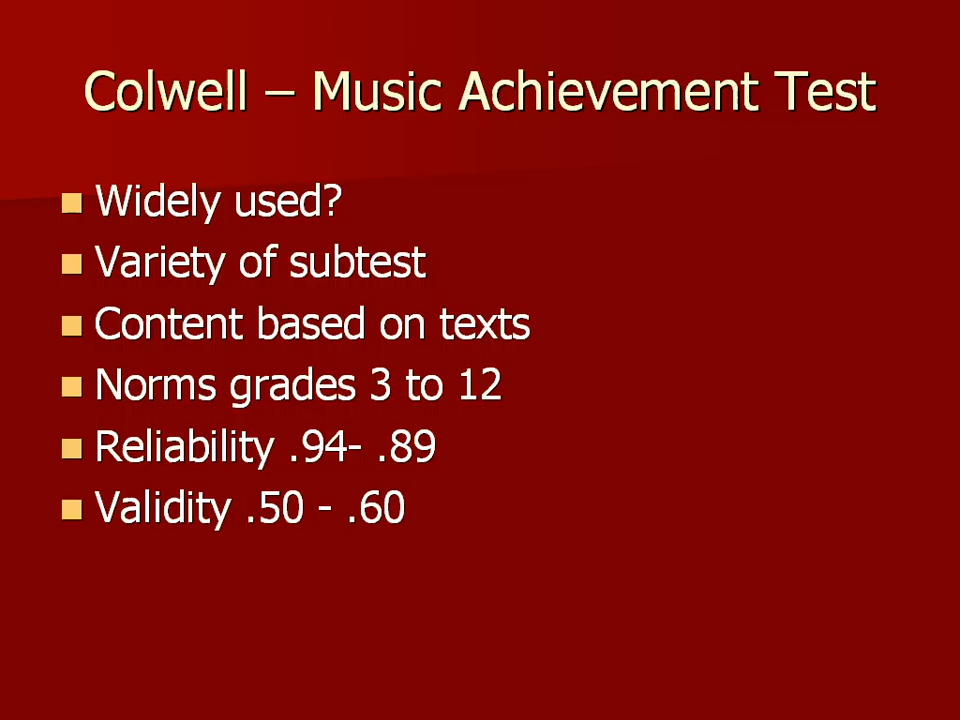 Colwell – Music Achievement Test
Widely used?
Variety of subtest
Content based on texts
Norms grades 3 to 12
Reliability .94- .89
Validity .50 - .60